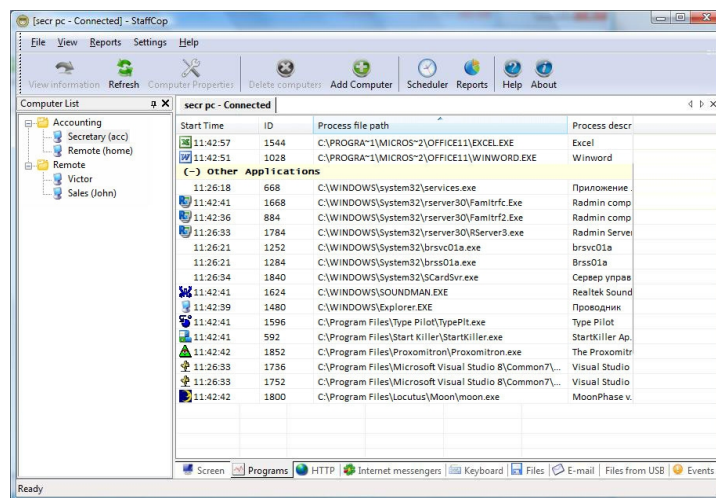 [secr pc - Connected] - StaffCop
File View Reports Settings Help
View information Refresh Computer Properties Delete computers Add Computer Scheduler Reports Help About
Computer List
Accounting
Secretary (acc)
Remote (home)
Remote
Victor
Sales (John)
secr pc - Connected
Start Time ID Process file path Process descr
11:42:57 1544 C:\PROGRA~1\MICROS~2\OFFICE11\EXCEL.EXE Excel
11:42:51 1028 C:\PROGRA~1\MICROS~2\OFFICE11\WINWORD.EXE Winword
(-) Other Applications
11:26:18 668 C:\WINDOWS\system32\services.exe Приложение
11:42:41 1668 C:\WINDOWS\system32\rserver30\FamItrfc.Exe Radmin comp
11:42:36 884 C:\WINDOWS\system32\rserver30\FamItrf2.Exe Radmin comp
11:26:33 1784 C:\WINDOWS\system32\rserver30\RServer3.exe Radmin Server
11:26:21 1252 C:\WINDOWS\System32\brsvc01a.exe brsvc01a
11:26:21 1284 C:\WINDOWS\System32\brss01a.exe Brss01a
11:26:34 1840 C:\WINDOWS\System32\SCardSvr.exe Сервер управ
11:42:41 1624 C:\WINDOWS\SOUNDMAN.EXE Realtek Sound
11:42:39 1480 C:\WINDOWS\Explorer.EXE Проводник
11:42:41 1596 C:\Program Files\Type Pilot\TypePlt.exe Type Pilot
11:42:41 592 C:\Program Files\Start Killer\StartKiller.exe StartKiller Ap.
11:42:42 1852 C:\Program Files\Proxomitron\Proxomitron.exe The Proxomitr
11:26:33 1736 C:\Program Files\Microsoft Visual Studio 8\Common7\... Visual Studio
11:26:33 1752 C:\Program Files\Microsoft Visual Studio 8\Common7\... Visual Studio
11:42:42 1800 C:\Program Files\Locutus\Moon\moon.exe MoonPhase v.
Screen Programs HTTP Internet messengers Keyboard Files E-mail Files from USB Events
Ready